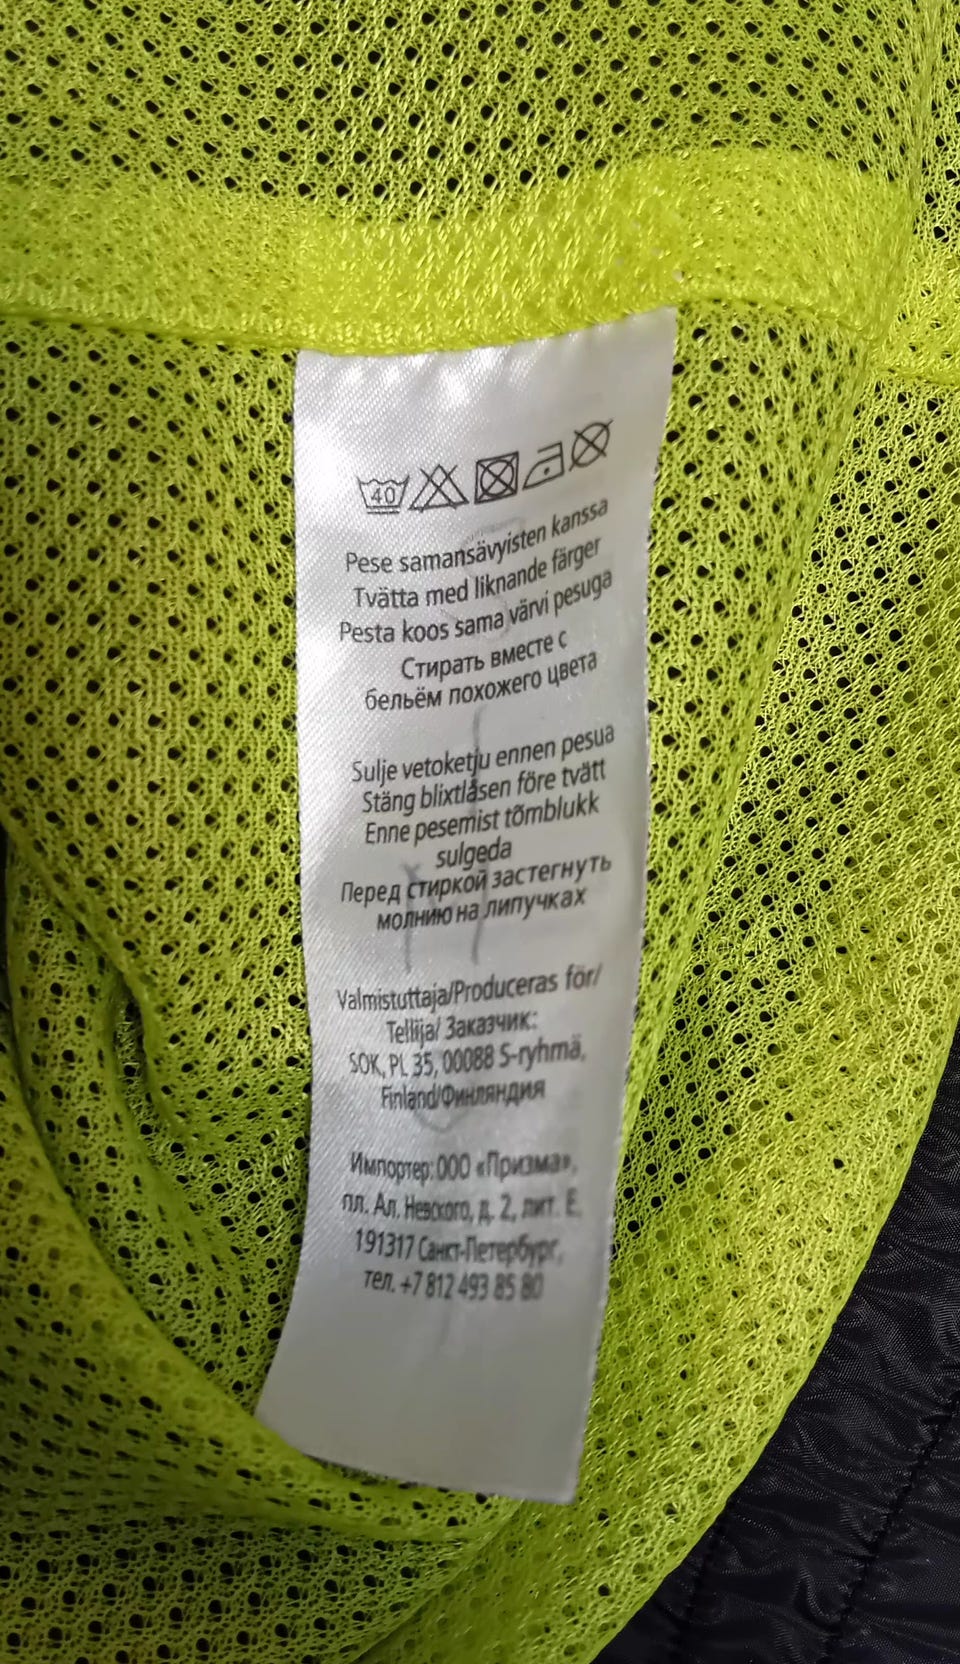 40
Pese samansävyisten kanssa
Tvätta med liknande färger
Pesta koos sama värvi pesuga
Стирать вместе с
бельём похожего цвета
Sulje vetoketju ennen pesua
Stäng blixtlåsen före tvätt
Enne pesemist tõmblukk
sulgeda
Перед стиркой застегнуть
молнию на липучках
Valmistuttaja/Produceras för/
Tellija/ Заказчик:
SOK, PL 35, 00088 S-ryhmä,
Finland/Финляндия
Импортер: ООО «Призма»,
пл. Ал. Невского, д. 2, лит. Е,
191317 Санкт-Петербург,
тел. +7 812 493 85 80